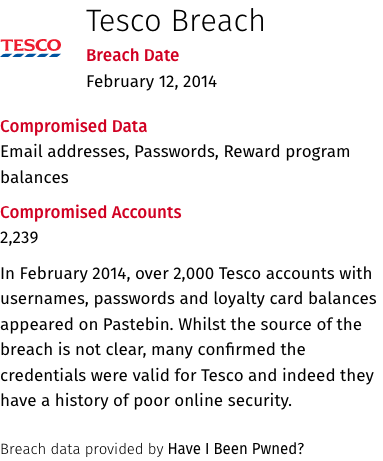 Tesco Breach
TESCO
Breach Date
February 12, 2014
Compromised Data
Email addresses, Passwords, Reward program
balances
Compromised Accounts
2,239
In February 2014, over 2,000 Tesco accounts with
usernames, passwords and loyalty card balances
appeared on Pastebin. Whilst the source of the
breach is not clear, many confirmed the
credentials were valid for Tesco and indeed they
have a history of poor online security.
Breach data provided by Have I Been Pwned?